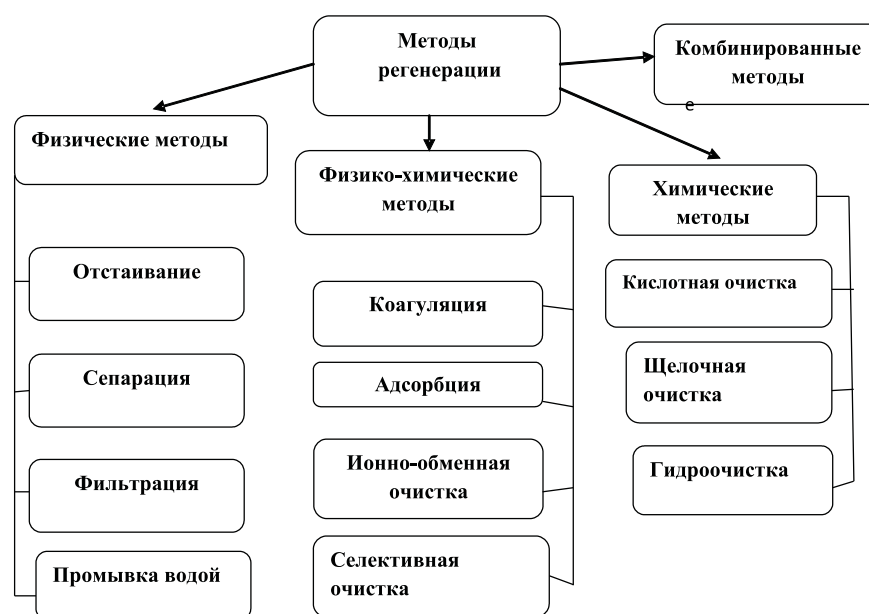 Методы
регенерации
Комбинированные
методы
е
Физические методы
Физико-химические
методы
Химические
методы
Отстаивание
Сепарация
Фильтрация
Промывка водой
Коагуляция
Адсорбция
Ионно-обменная
очистка
Селективная
очистка
Кислотная очистка
Щелочная
очистка
Гидроочистка